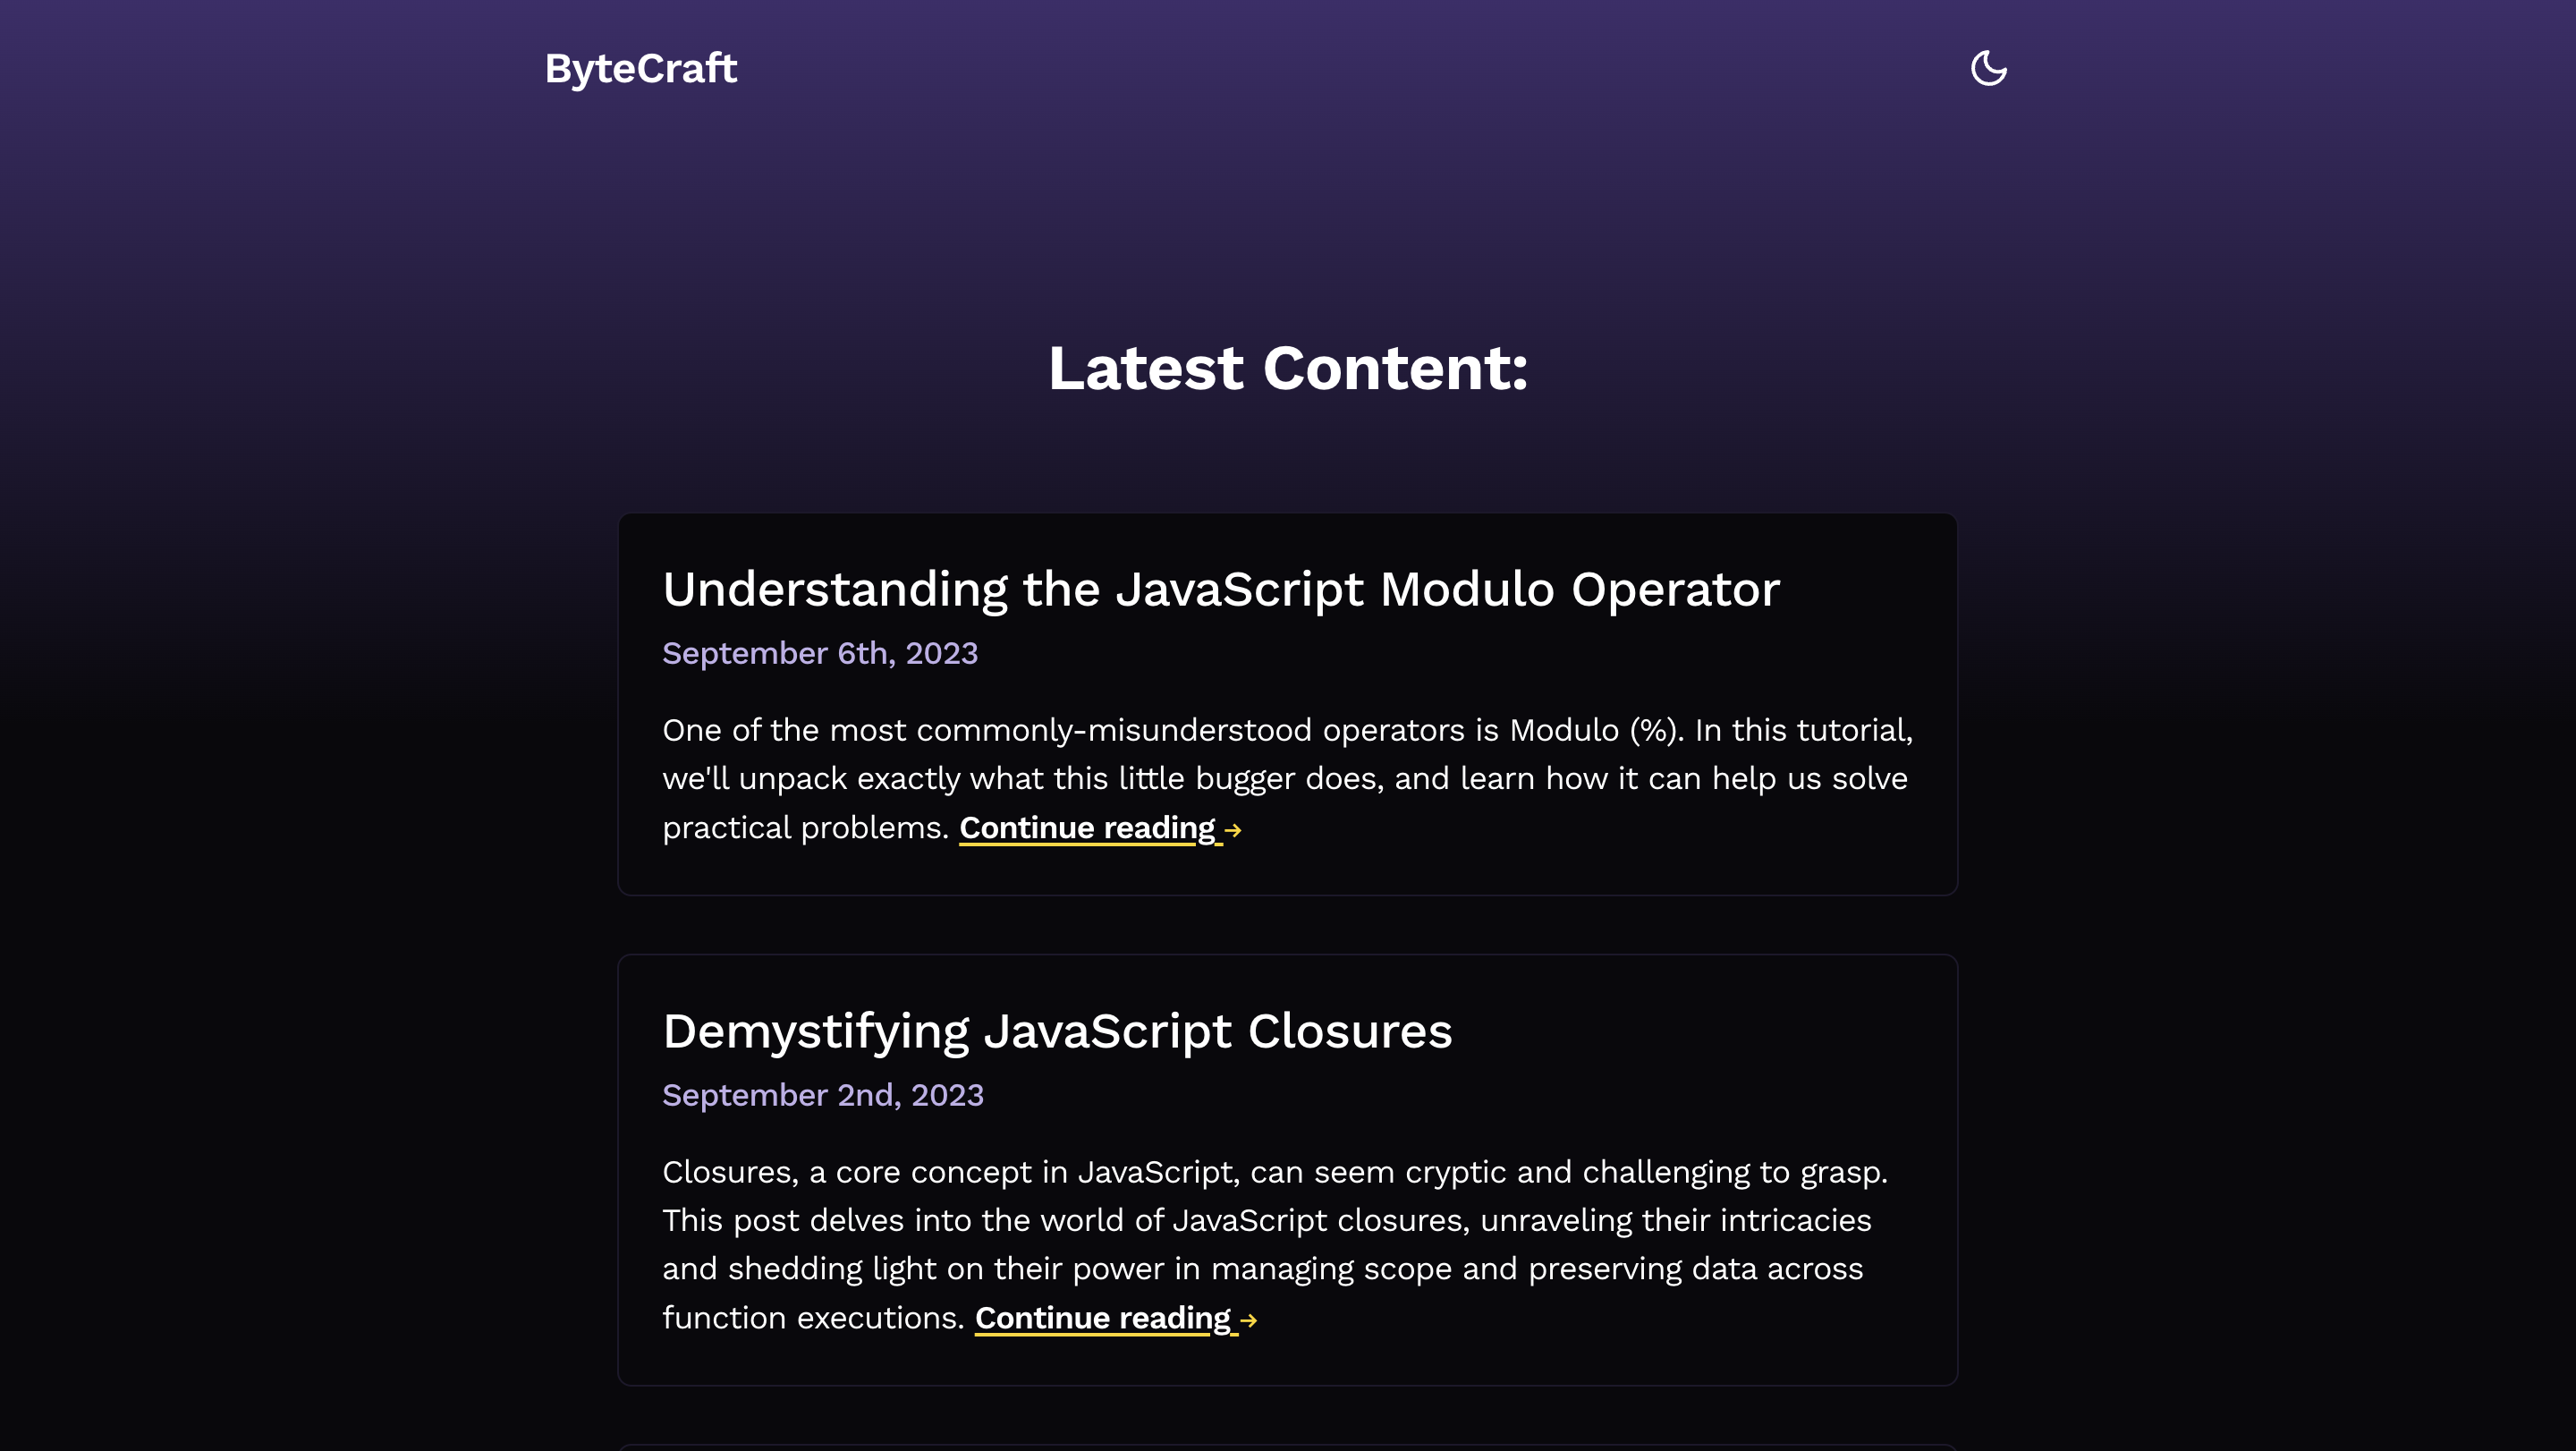 ByteCraft
Latest Content:
Understanding the JavaScript Modulo Operator
September 6th, 2023
One of the most commonly-misunderstood operators is Modulo (%). In this tutorial,
we'll unpack exactly what this little bugger does, and learn how it can help us solve
practical problems. Continue reading →
Demystifying JavaScript Closures
September 2nd, 2023
Closures, a core concept in JavaScript, can seem cryptic and challenging to grasp.
This post delves into the world of JavaScript closures, unraveling their intricacies
and shedding light on their power in managing scope and preserving data across
function executions. Continue reading →